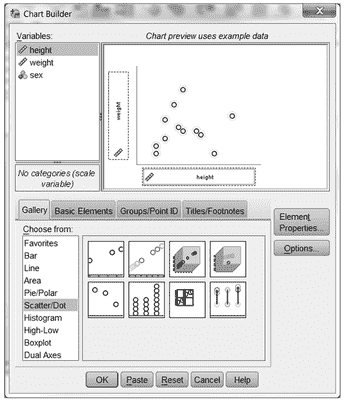 Chart Builder
Variables:
Chart preview uses example data
height
weight
sex
weight
height
No categories (scale
variable)
Gallery
Basic Elements
Groups/Point ID
Titles/Footnotes
Element
Properties...
Options...
Choose from:
Favorites
Bar
Line
Area
Pie/Polar
Scatter/Dot
Histogram
High-Low
Boxplot
Dual Axes
OK
Paste
Reset
Cancel
Help